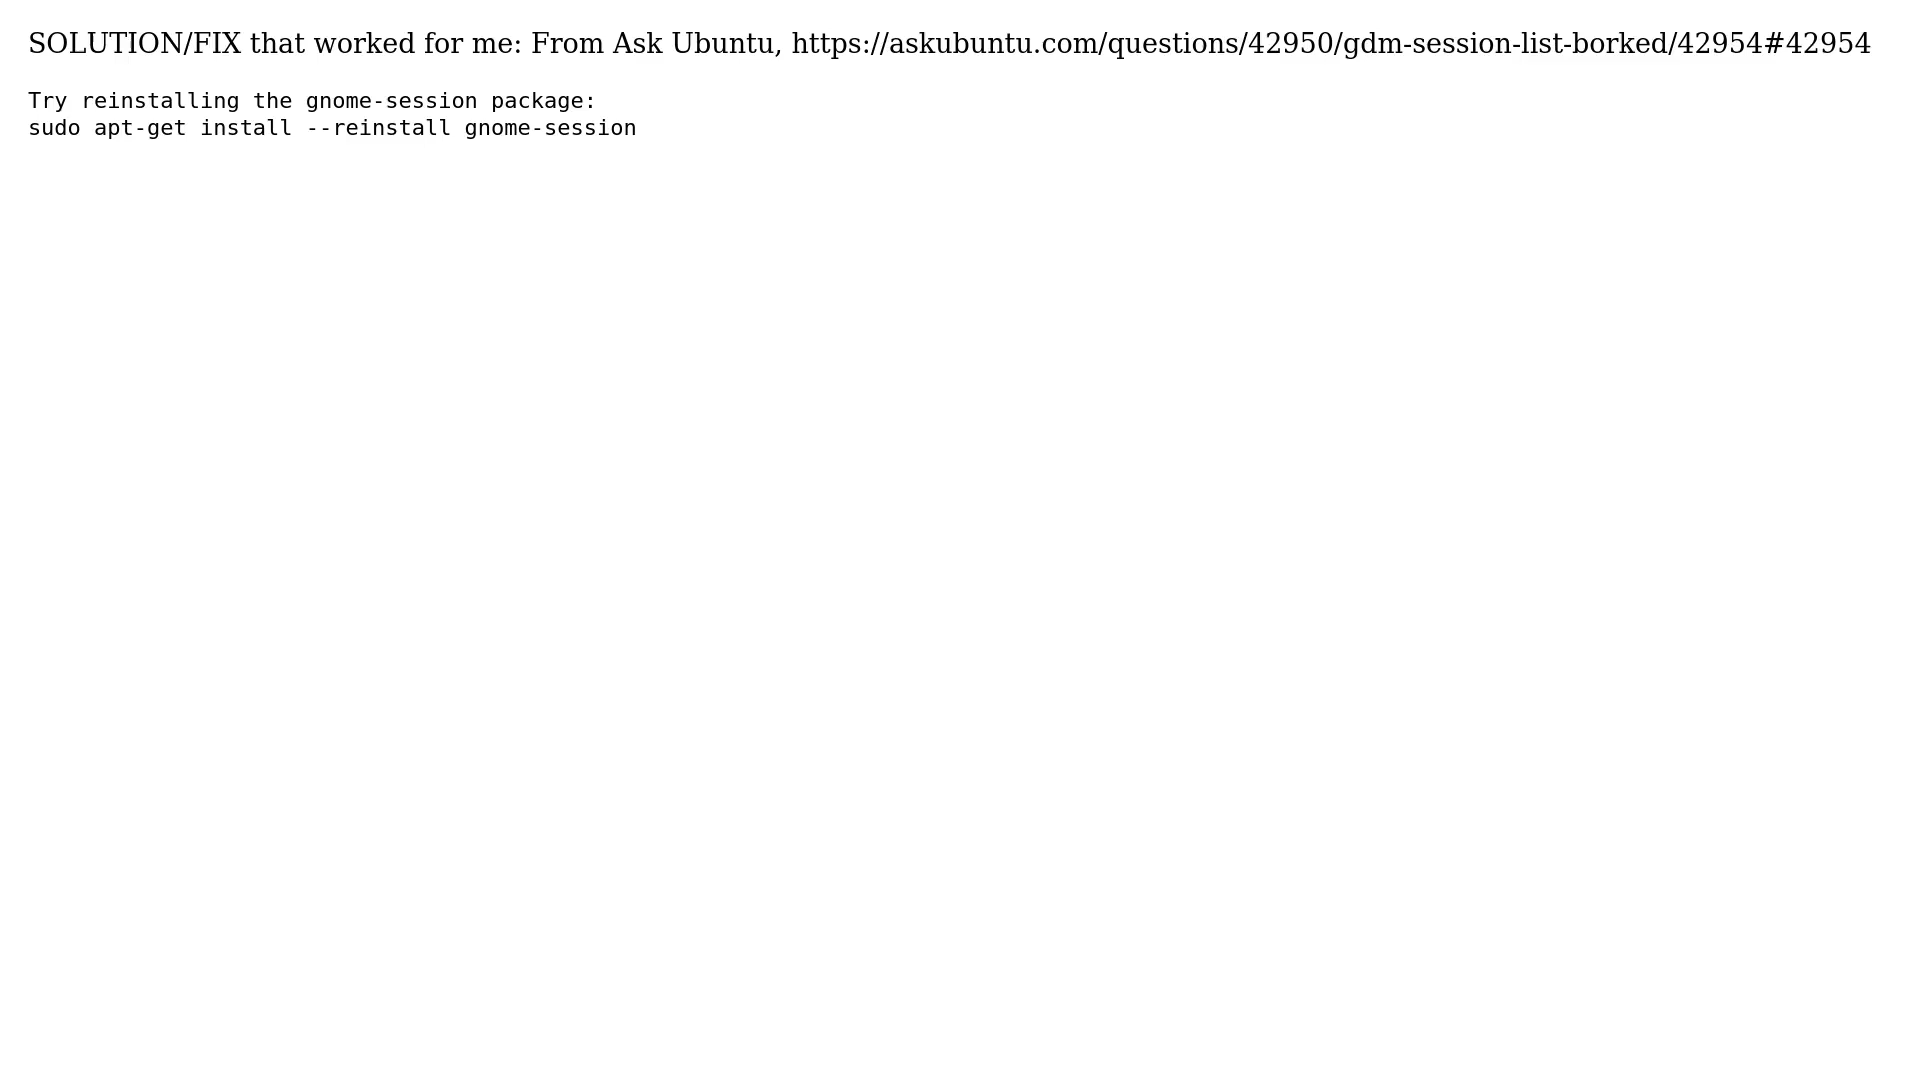 SOLUTION/FIX that worked for me: From Ask Ubuntu, https://askubuntu.com/questions/42950/gdm-session-list-borked/42954#42954
Try reinstalling the gnome-session package:
sudo apt-get install --reinstall gnome-session